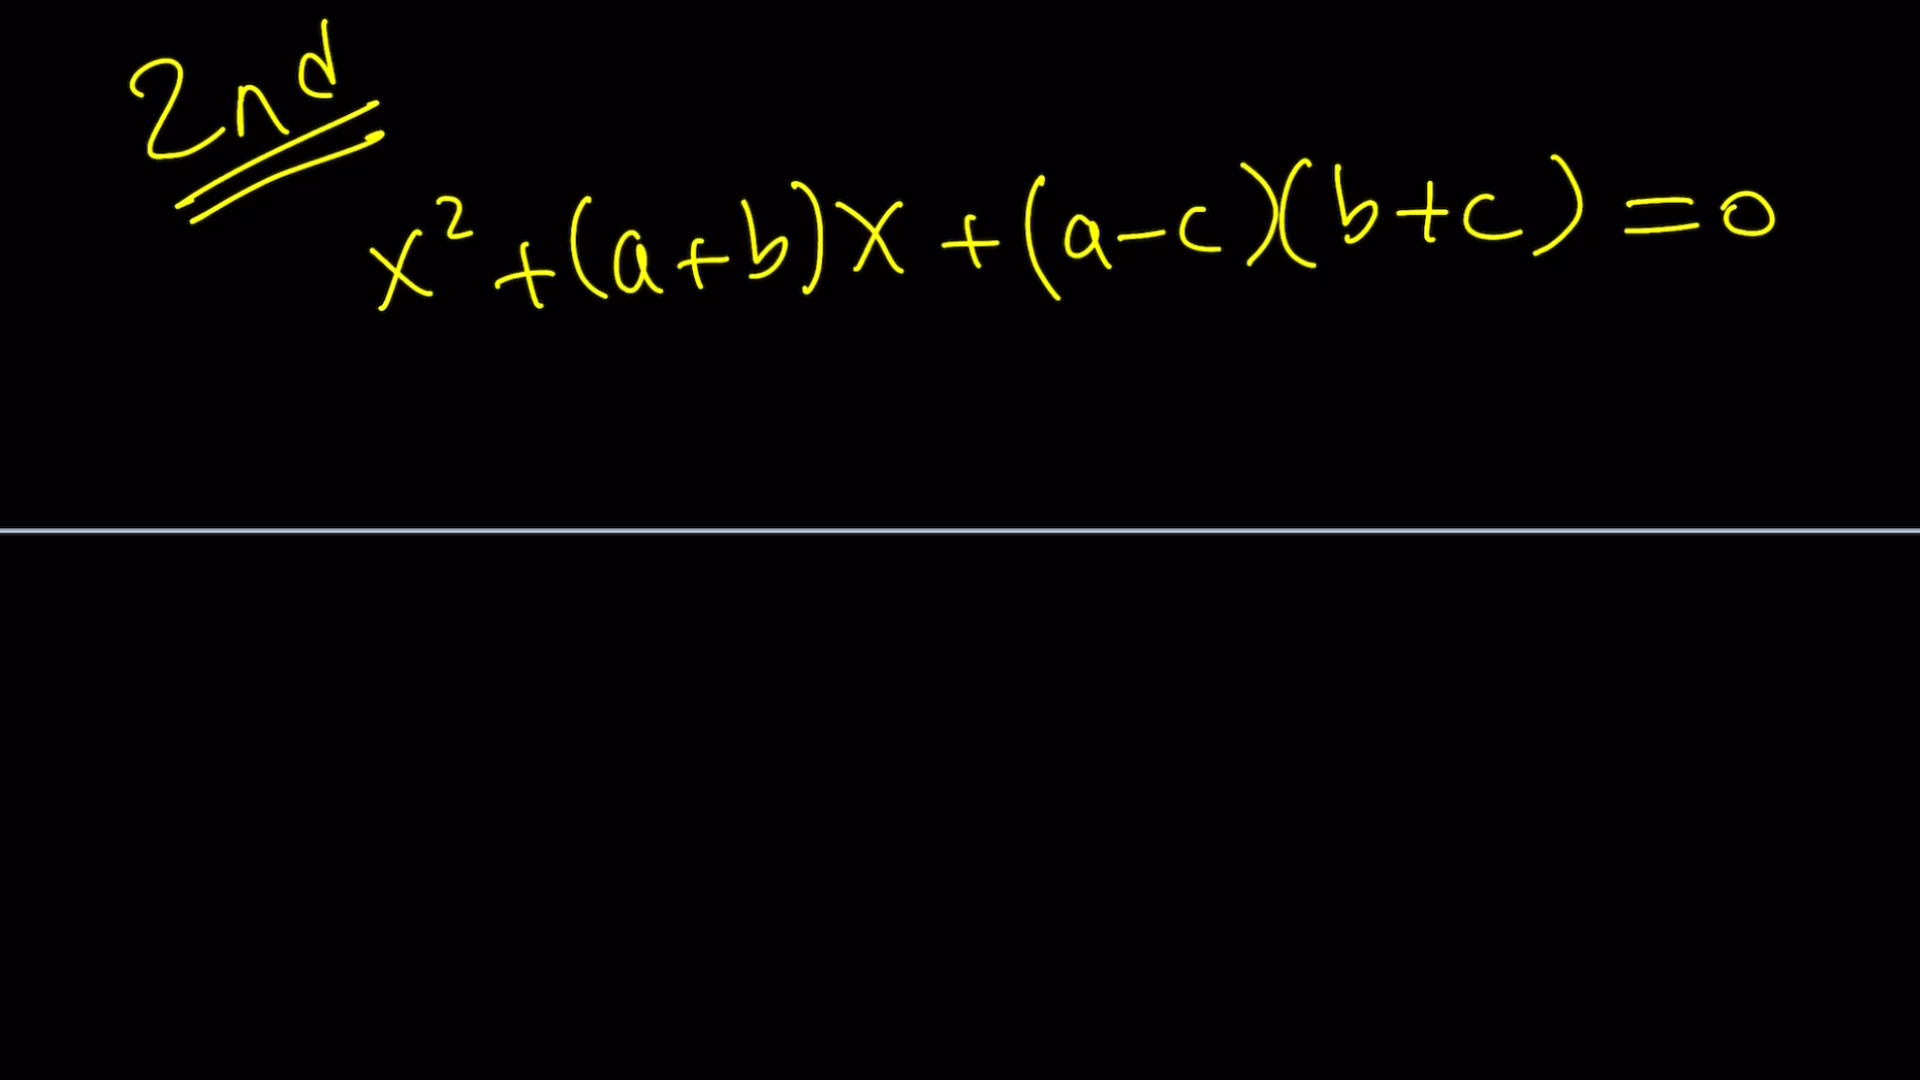 2nd
x² + (a+b)x + (a-c)(b+c) = 0